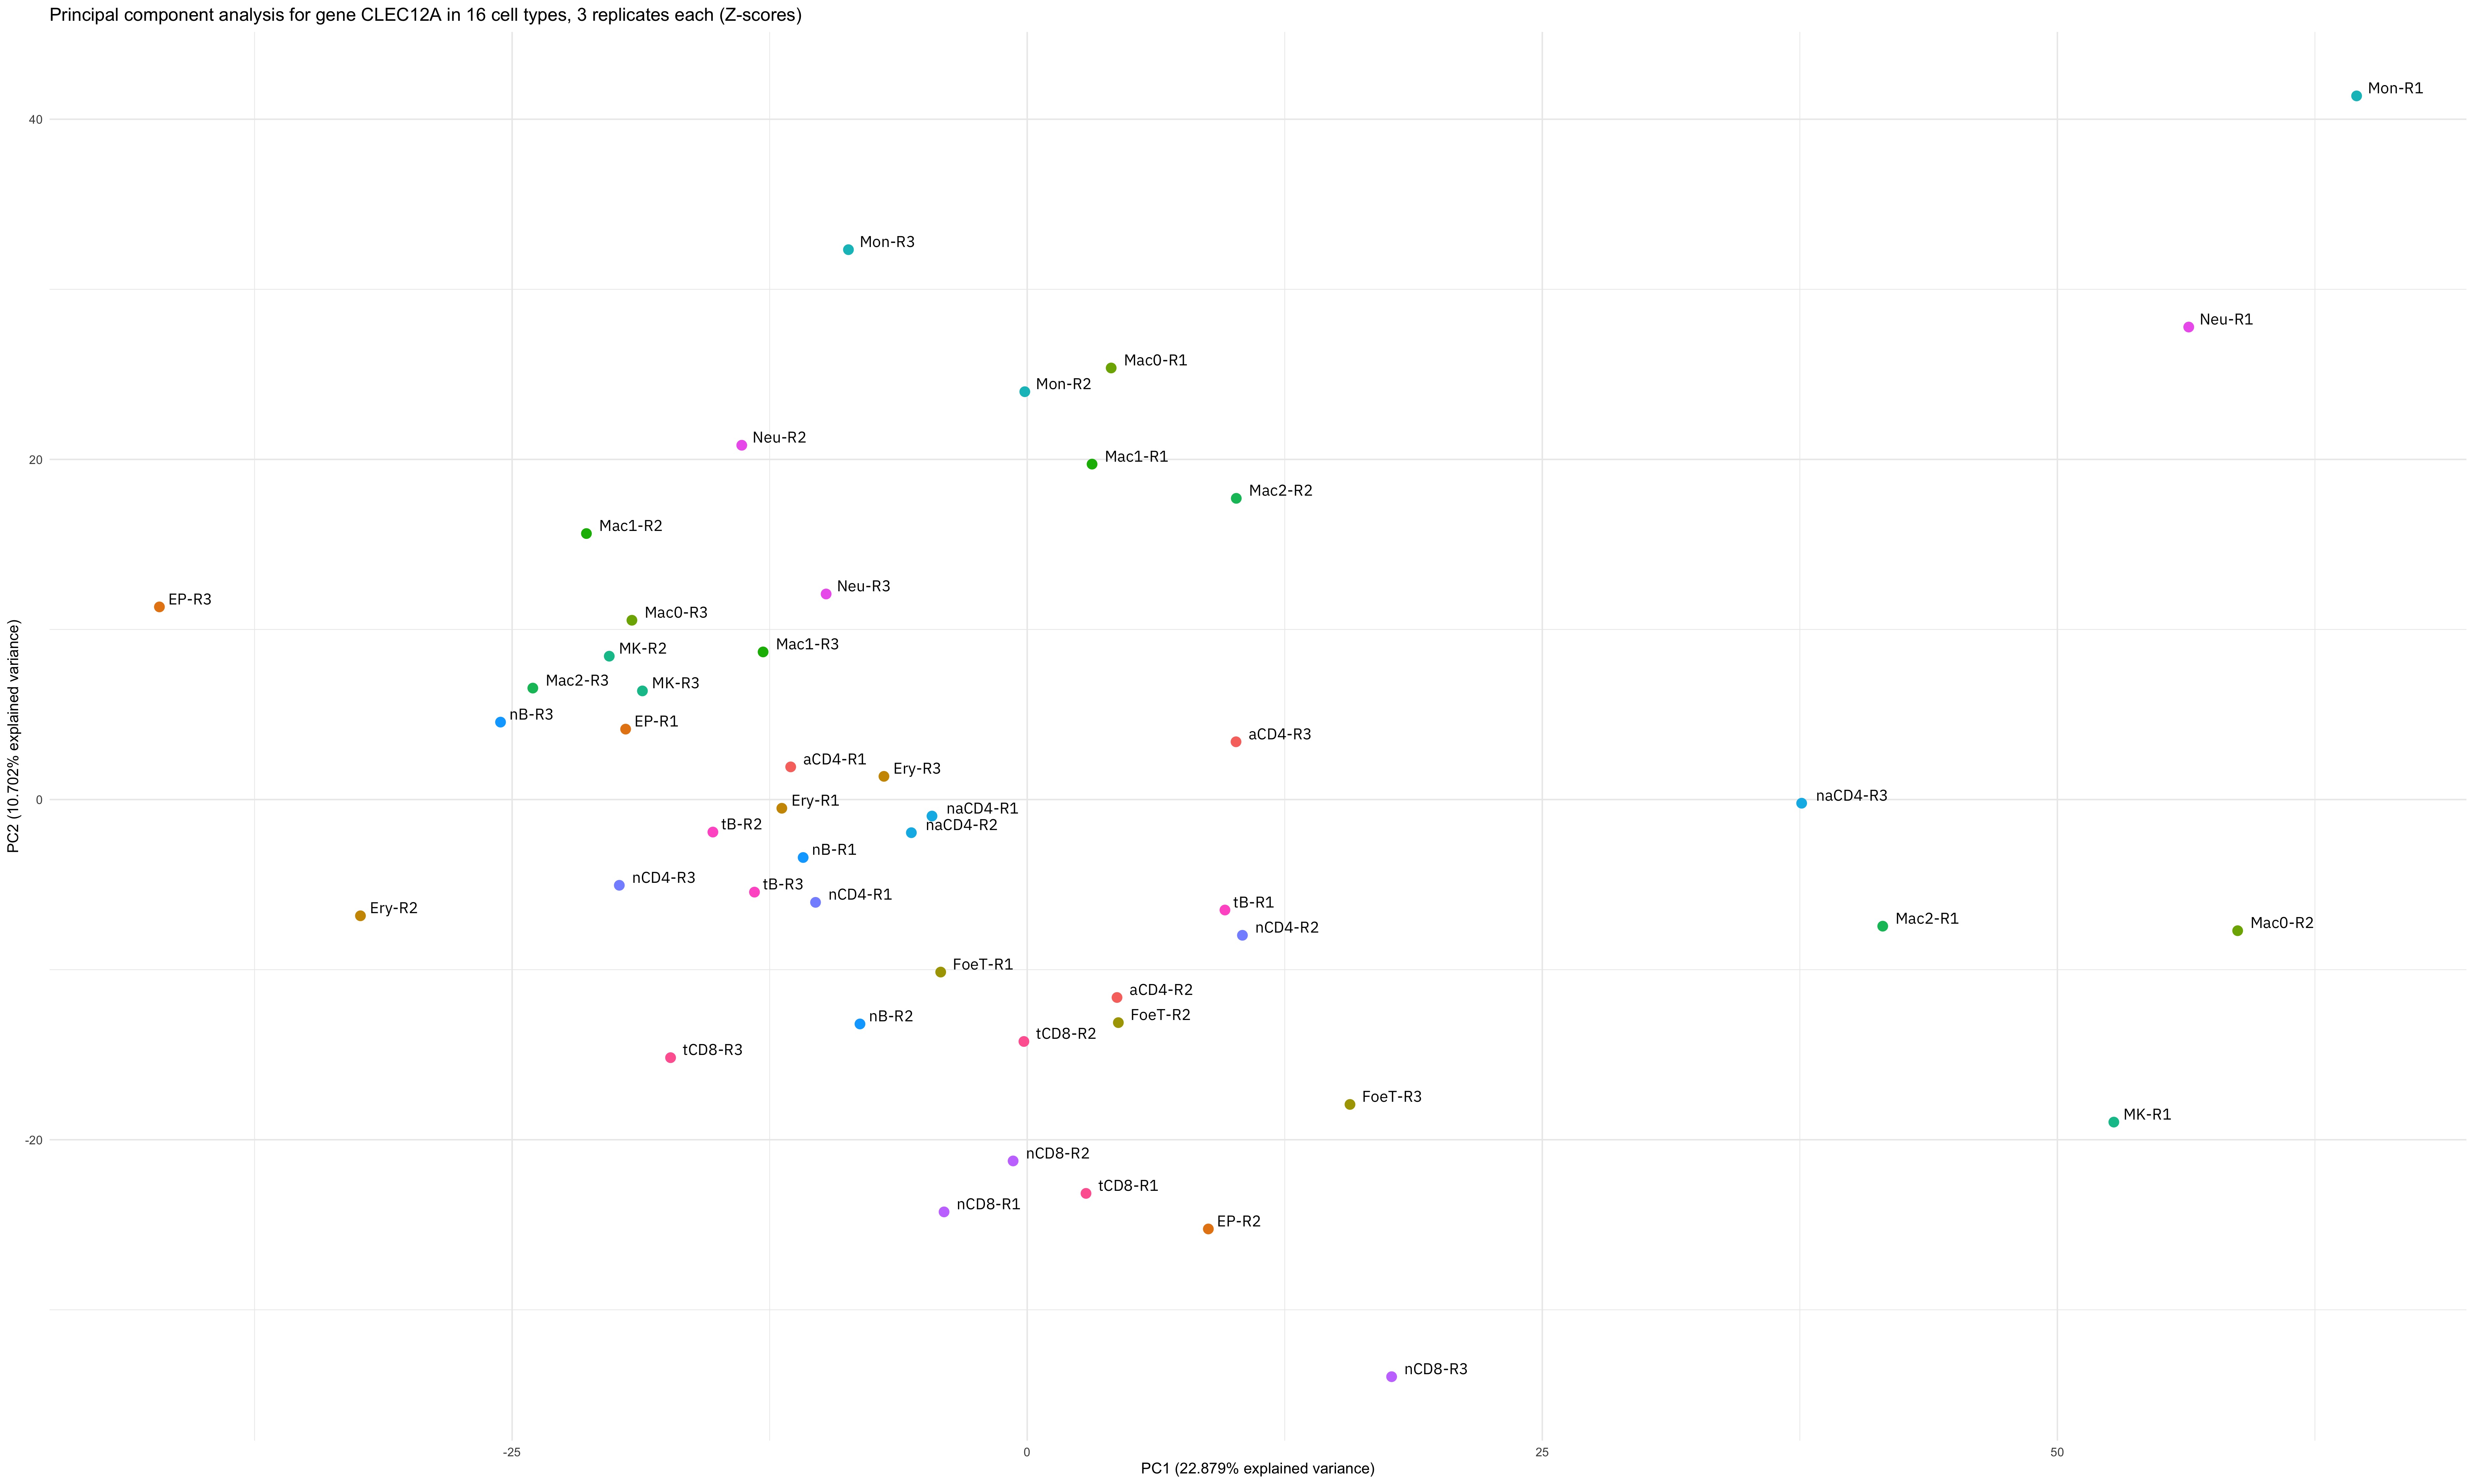 Principal component analysis for gene CLEC12A in 16 cell types, 3 replicates each (Z-scores)
Mon-R1
40
Mon-R3
Neu-R1
Mac0-R1
Mon-R2
Neu-R2
20
Mac1-R1
Mac2-R2
Mac1-R2
Neu-R3
EP-R3
Mac0-R3
Mac1-R3
MK-R2
Mac2-R3
MK-R3
nB-R3
EP-R1
aCD4-R3
aCD4-R1
Ery-R3
naCD4-R3
0
Ery-R1
naCD4-R1
tB-R2
naCD4-R2
nB-R1
nCD4-R3
tB-R3
nCD4-R1
tB-R1
Ery-R2
Mac2-R1
Mac0-R2
nCD4-R2
FoeT-R1
aCD4-R2
FoeT-R2
nB-R2
tCD8-R2
tCD8-R3
FoeT-R3
MK-R1
-20
nCD8-R2
tCD8-R1
nCD8-R1
EP-R2
nCD8-R3
PC2 (10.702% explained variance)
-25
0
25
50
PC1 (22.879% explained variance)